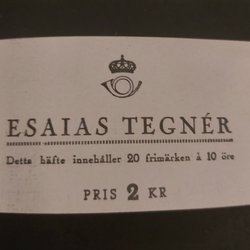 ESAIAS TEGNÉR
Detta häfte innehåller 20 frimärken à 10 öre
PRIS 2 KR